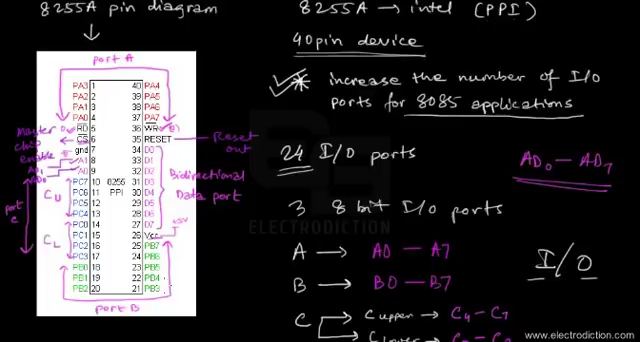 8255A pin diagram
port A
PA3 1 40 PA4
PA2 2 39 PA5
PA1 3 38 PA6
PA0 4 37 PA7
RD 5 36 WR
CS 6 35 RESET
gnd 7 34 D0
A1 8 33 D1
A0 9 32 D2
PC7 10 8255 31 D3
PC6 11 PPI 30 D4
PC5 12 29 D5
PC4 13 28 D6
PC0 14 27 D7
PC1 15 26 Vcc
PC2 16 25 PB7
PC3 17 24 PB6
PB0 18 23 PB5
PB1 19 22 PB4
PB2 20 21 PB3
port B
Master
chip
enable
AD1
AD0
port C
CU
CL
Reset
out
Bidirectional
Data port
+5V
8255A → intel (PPI)
40pin device
* increase the number of I/O
ports for 8085 applications
24 I/O ports
AD0 – AD7
3 8 bit I/O ports
A → A0 – A7
I/O
B → B0 – B7
C → C upper → C4 – C7
C lower →
ELECTRODICTION
www.electrodiction.com